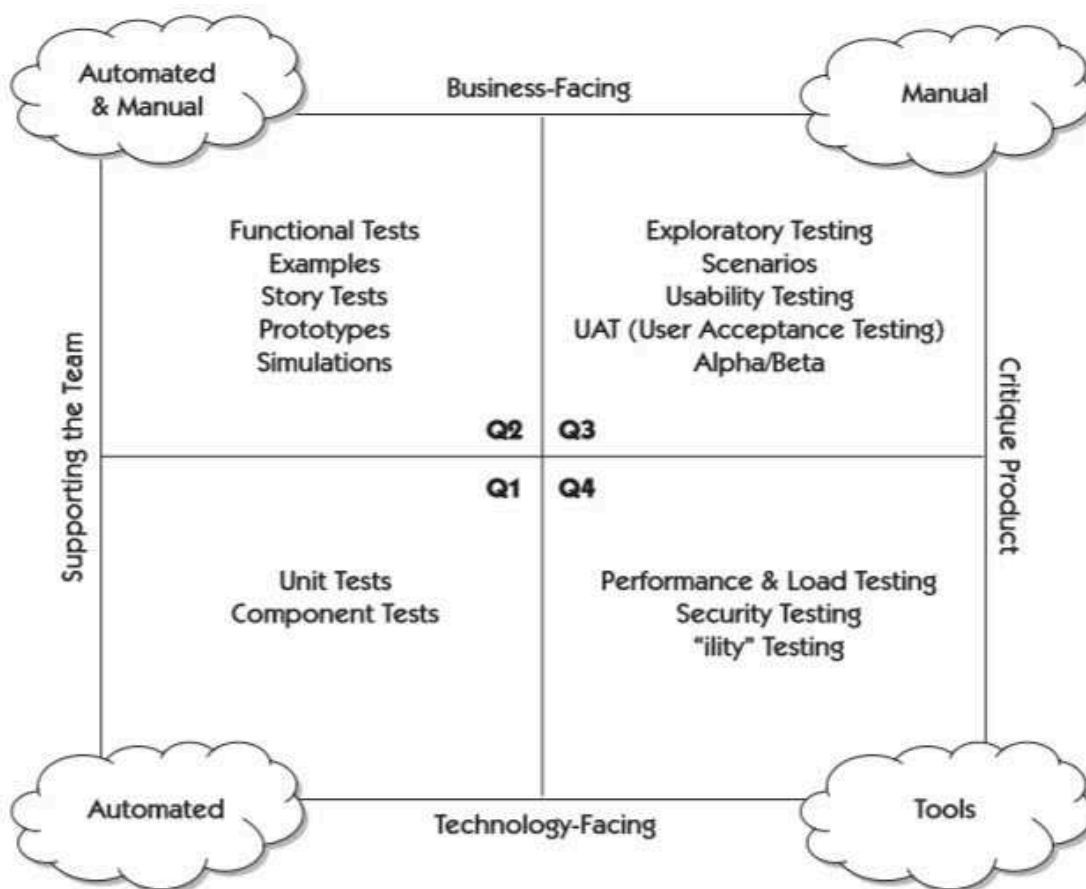 Automated
& Manual
Business-Facing
Manual
Functional Tests
Examples
Story Tests
Prototypes
Simulations
Exploratory Testing
Scenarios
Usability Testing
UAT (User Acceptance Testing)
Alpha/Beta
Supporting the Team
Critique Product
Q2
Q3
Q1
Q4
Unit Tests
Component Tests
Performance & Load Testing
Security Testing
"ility" Testing
Automated
Technology-Facing
Tools